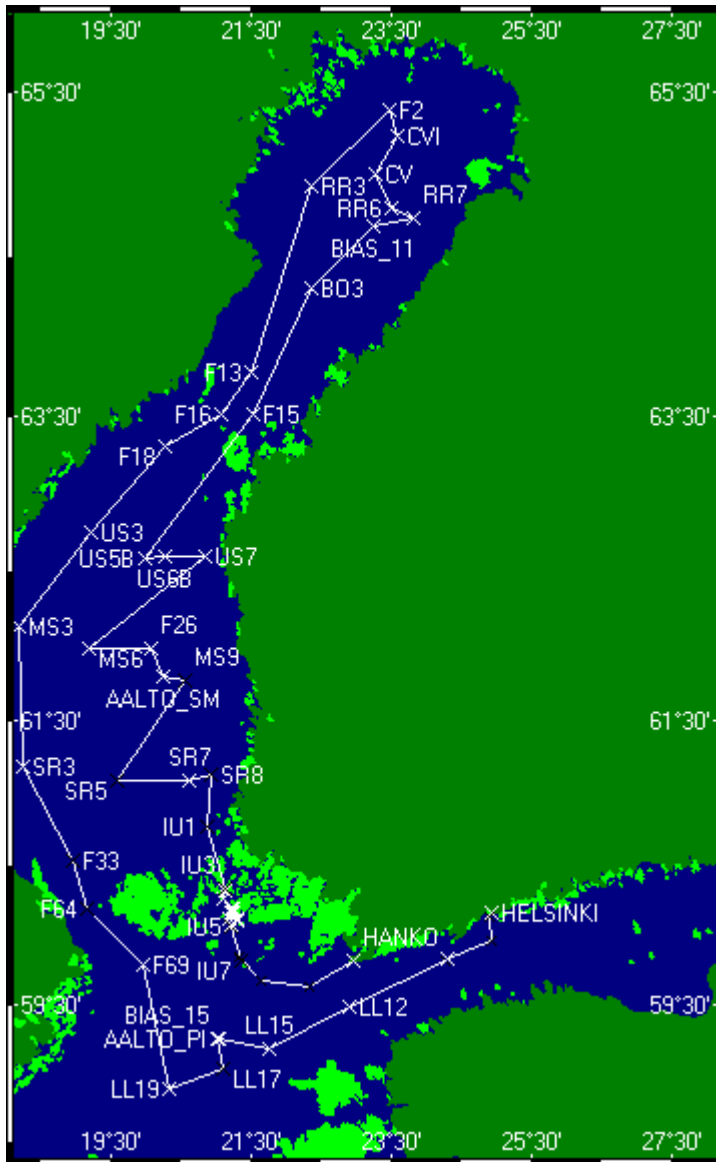 19°30' 21°30' 23°30' 25°30' 27°30'
65°30' 65°30'
F2
CVI
CV
RR3
RR6
RR7
BIAS_11
BO3
F13
F16
F15
63°30' 63°30'
F18
US3
US5B
US6B
US7
MS3
F26
MS6
MS9
AALTO_SM
61°30' 61°30'
SR3
SR7
SR8
SR5
IU1
F33
IU3
F64
IU5
HELSINKI
HANKO
F69
IU7
59°30' 59°30'
LL12
BIAS_15
LL15
AALTO_PI
LL17
LL19
19°30' 21°30' 23°30' 25°30' 27°30'